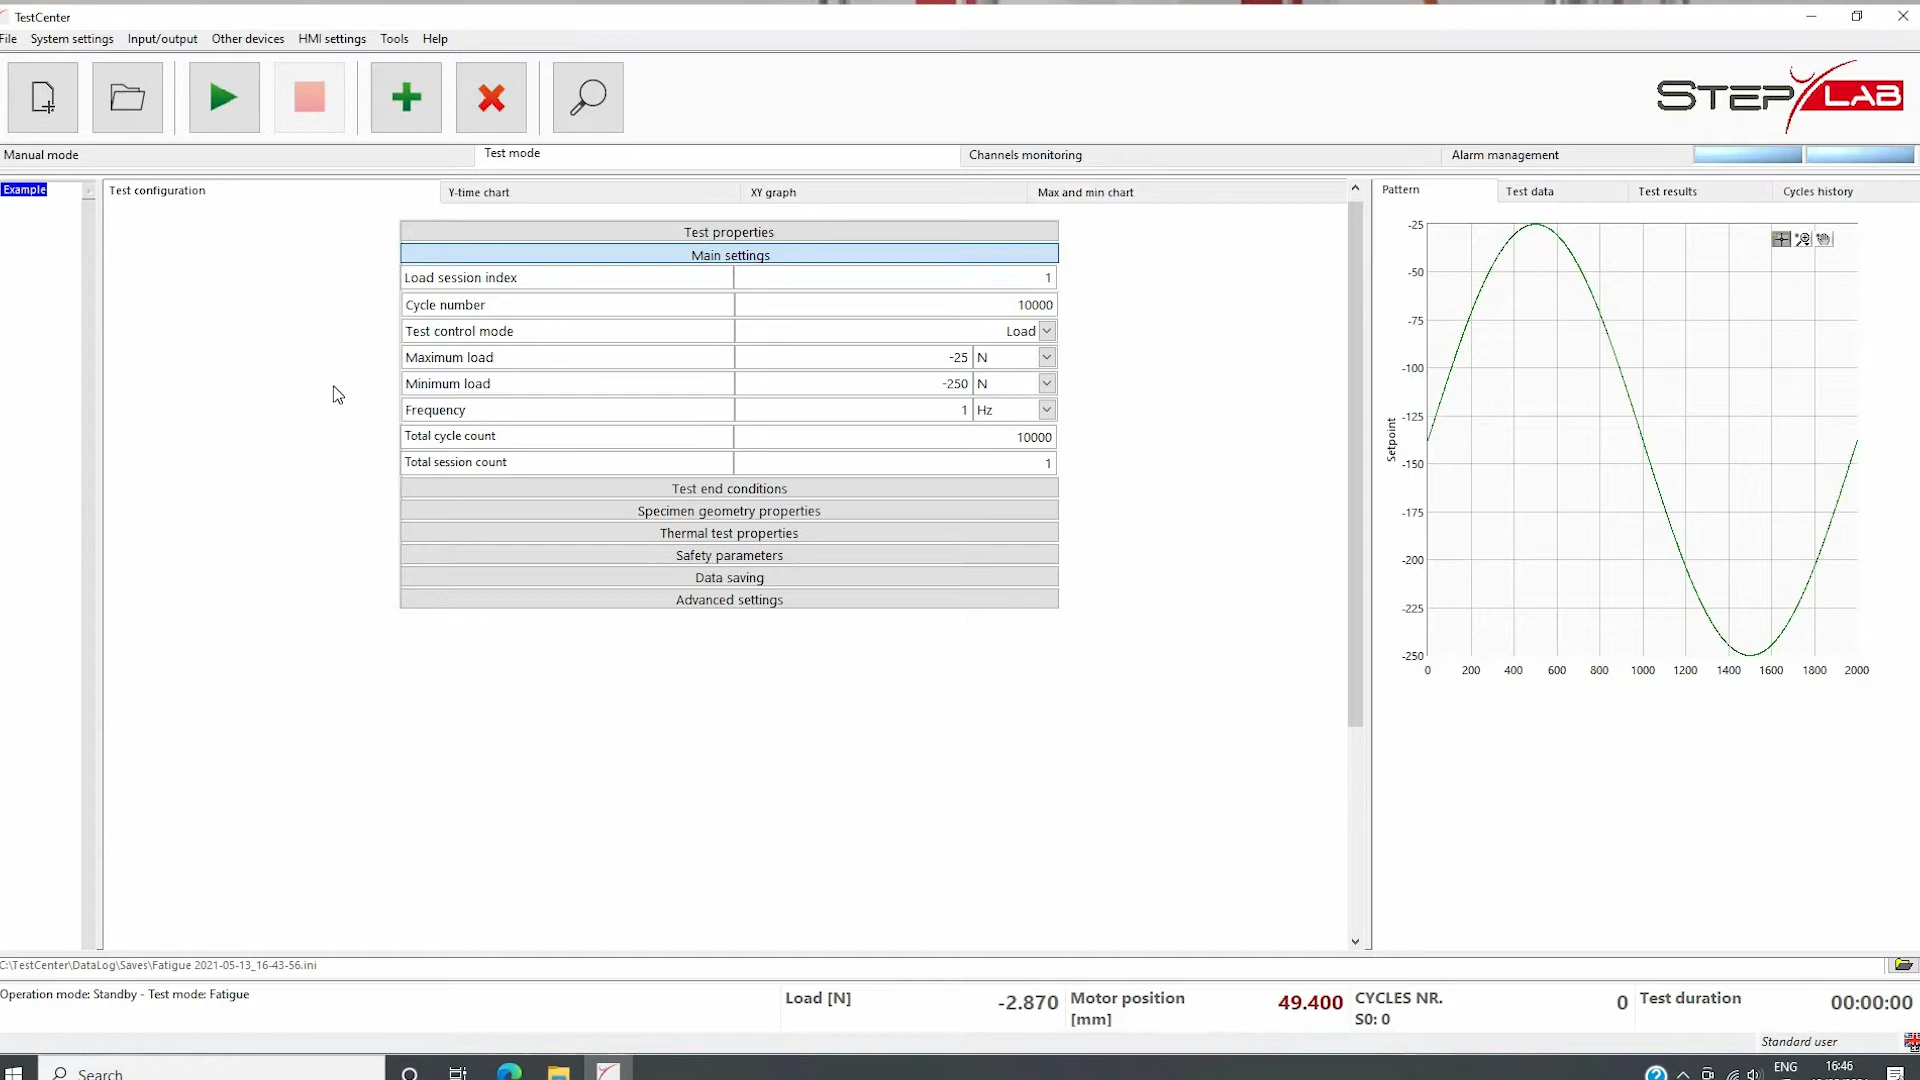 TestCenter
File System settings Input/output Other devices HMI settings Tools Help
STEP LAB
Manual mode Test mode Channels monitoring Alarm management
Example
Test configuration Y-time chart XY graph Max and min chart
Pattern Test data Test results Cycles history
Test properties
Main settings
Load session index 1
Cycle number 10000
Test control mode Load
Maximum load -25 N
Minimum load -250 N
Frequency 1 Hz
Total cycle count 10000
Total session count 1
Test end conditions
Specimen geometry properties
Thermal test properties
Safety parameters
Data saving
Advanced settings
-25
-50
-75
-100
-125
-150
-175
-200
-225
-250
Setpoint
0 200 400 600 800 1000 1200 1400 1600 1800 2000
C:\TestCenter\DataLog\Saves\Fatigue 2021-05-13_16-43-56.ini
Operation mode: Standby - Test mode: Fatigue
Load [N] -2.870
Motor position [mm] 49.400
CYCLES NR. 0
S0: 0
Test duration 00:00:00
Standard user
Search
ENG
16:46